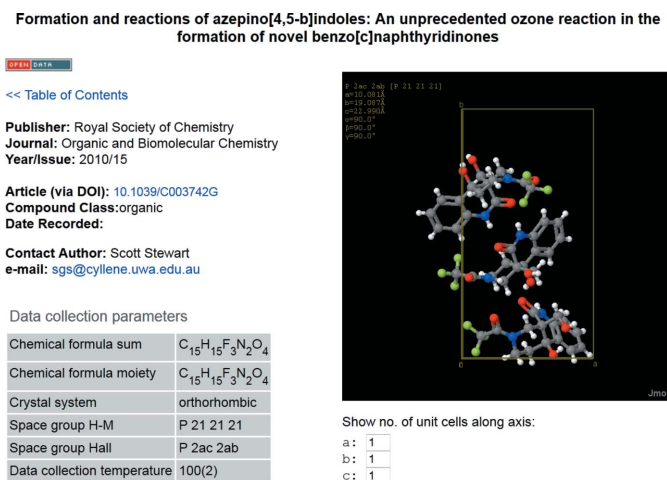 Formation and reactions of azepino[4,5-b]indoles: An unprecedented ozone reaction in the
formation of novel benzo[c]naphthyridinones
OPEN DATA
<< Table of Contents
Publisher: Royal Society of Chemistry
Journal: Organic and Biomolecular Chemistry
Year/Issue: 2010/15
Article (via DOI): 10.1039/C003742G
Compound Class:organic
Date Recorded:
Contact Author: Scott Stewart
e-mail: sgs@cyllene.uwa.edu.au
Data collection parameters
Chemical formula sum C15H15F3N2O4
Chemical formula moiety C15H15F3N2O4
Crystal system orthorhombic
Space group H-M P 21 21 21
Space group Hall P 2ac 2ab
Data collection temperature 100(2)
P 2ac 2ab [P 21 21 21]
a=10.081Å
b=19.087Å
c=22.990Å
α=90.0°
β=90.0°
γ=90.0°
b
0
a
Jmo
Show no. of unit cells along axis:
a: 1
b: 1
c: 1